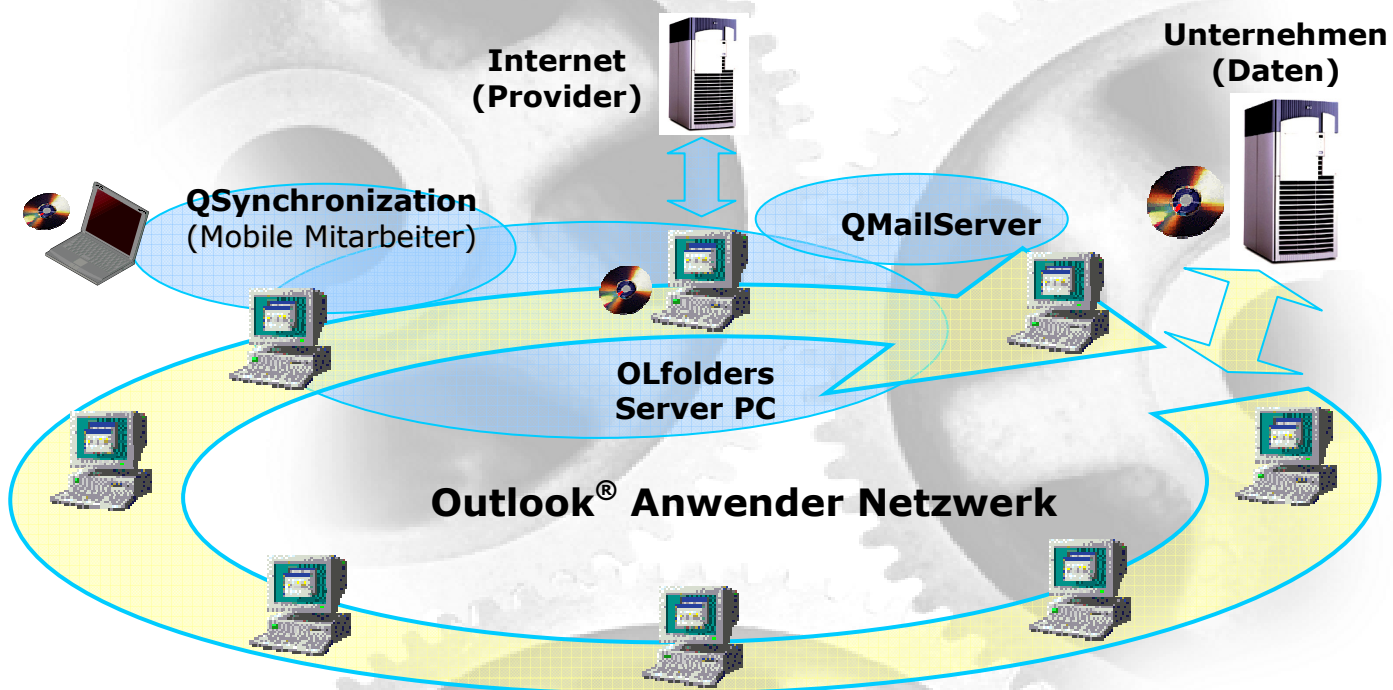 Internet
(Provider)
Unternehmen
(Daten)
QSynchronization
(Mobile Mitarbeiter)
QMailServer
OLfolders
Server PC
Outlook® Anwender Netzwerk